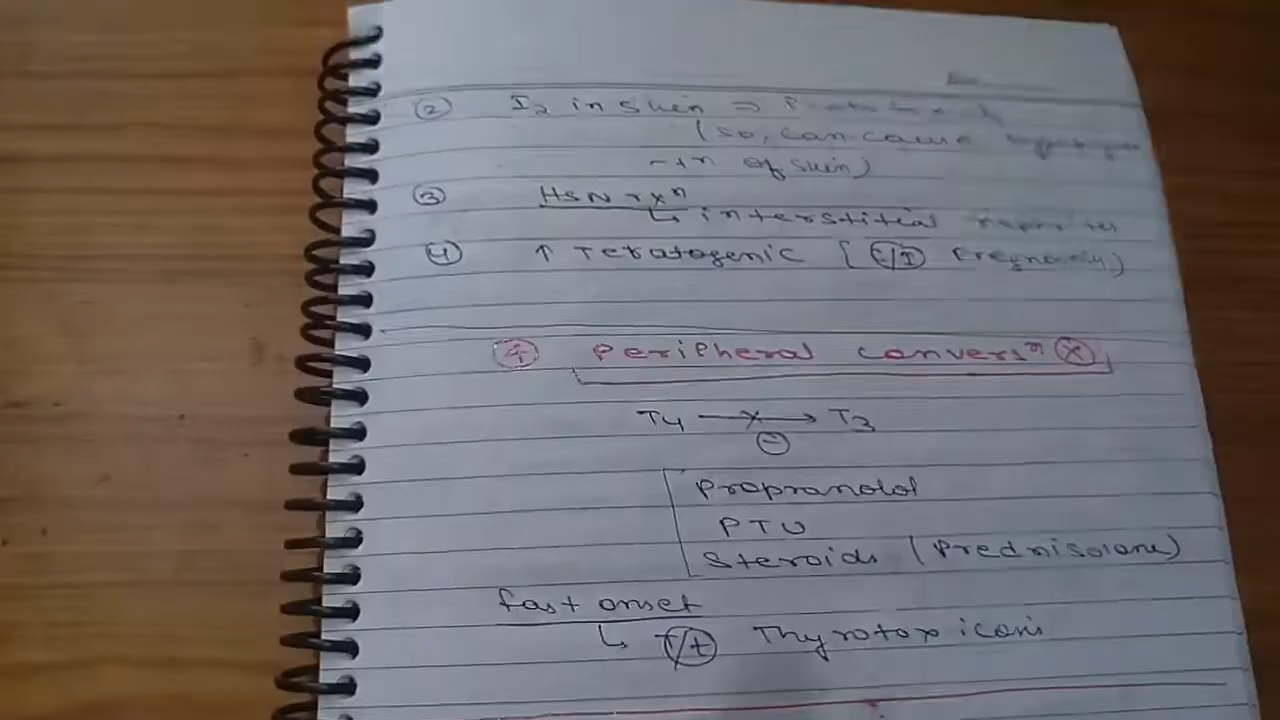 ② I2 in skin ⇒
(so, can cause
of skin)
③ HSN rxⁿ
↳ interstitial
④ ↑ Teratogenic [C/I Pregnancy)
④ Peripheral conversⁿ ⓧ
T4 —x→ T3
⊖
Propranolol
PTU
Steroids (Prednisolone)
fast onset
↳ T/t Thyrotoxicosis